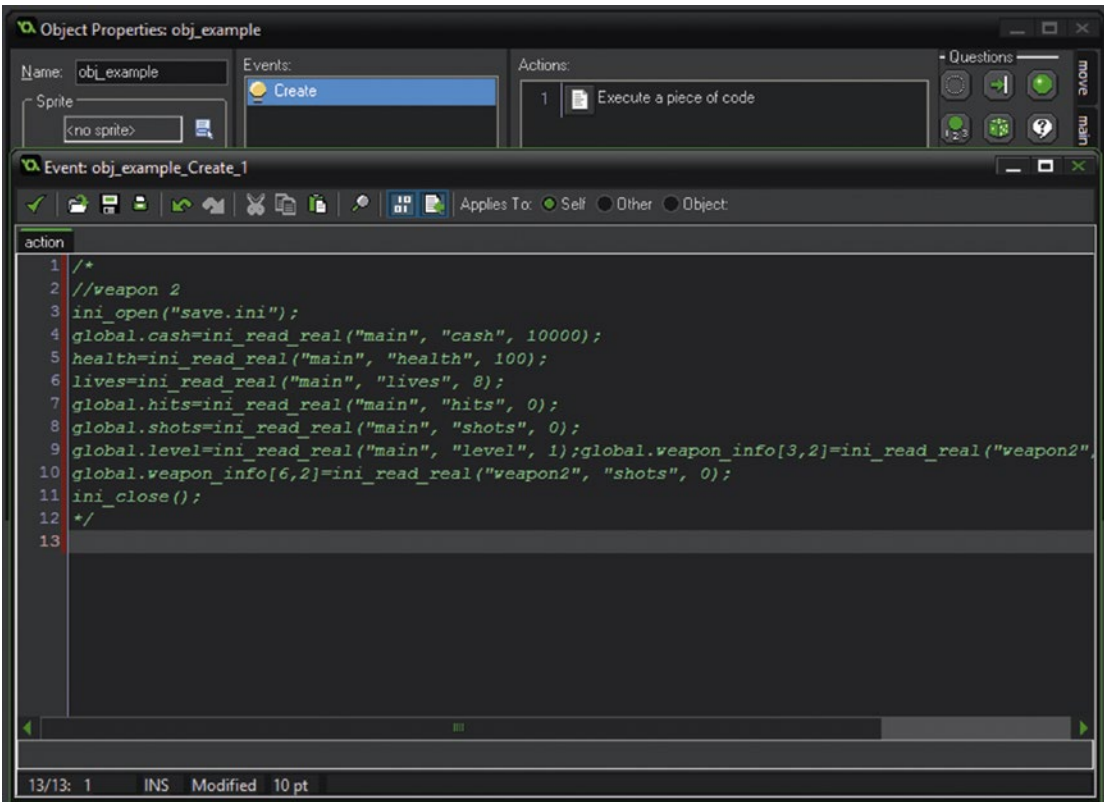 Object Properties: obj_example
Name: obj_example
Events:
Actions:
Questions
move
Sprite
Create
1 Execute a piece of code
<no sprite>
main
Event: obj_example_Create_1
Applies To: Self Other Object:
action
1 /*
2 //weapon 2
3 ini_open("save.ini");
4 global.cash=ini_read_real("main", "cash", 10000);
5 health=ini_read_real("main", "health", 100);
6 lives=ini_read_real("main", "lives", 8);
7 global.hits=ini_read_real("main", "hits", 0);
8 global.shots=ini_read_real("main", "shots", 0);
9 global.level=ini_read_real("main", "level", 1);global.weapon_info[3,2]=ini_read_real("weapon2",
10 global.weapon_info[6,2]=ini_read_real("weapon2", "shots", 0);
11 ini_close();
12 */
13
13/13: 1 INS Modified 10 pt